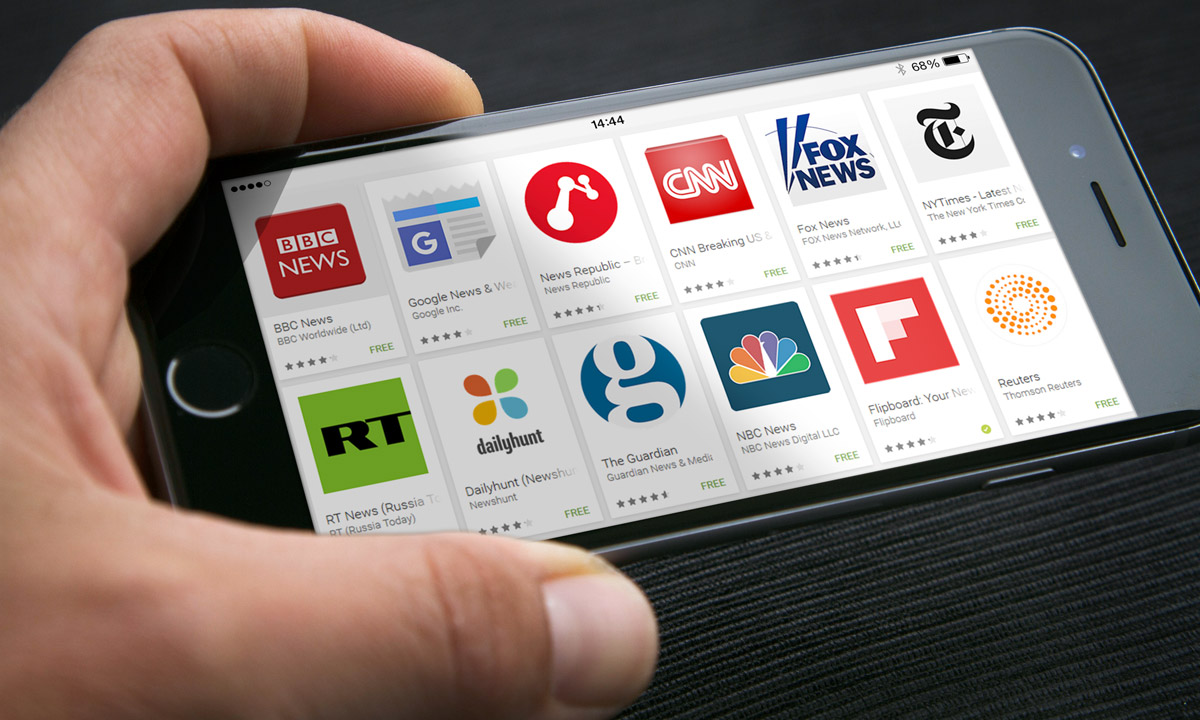 14:44
68%
BBC
NEWS
BBC News
BBC Worldwide (Ltd)
FREE
G
Google News & We
Google Inc.
FREE
News Republic – B
News Republic
FREE
CNN
CNN Breaking US &
CNN
FREE
FOX
NEWS
Fox News
FOX News Network, LLC
FREE
T
NYTimes - Latest N
The New York Times Co
FREE
RT
RT News (Russia To
RT (Russia Today)
dailyhunt
Dailyhunt (Newshu
Newshunt
FREE
g
The Guardian
Guardian News & Media
FREE
NBC News
NBC News Digital LLC
FREE
F
Flipboard: Your New
Flipboard
Reuters
Thomson Reuters
FREE